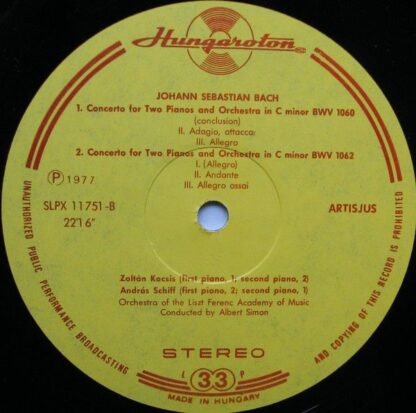 Hungaroton
JOHANN SEBASTIAN BACH
1. Concerto for Two Pianos and Orchestra in C minor BWV 1060
(conclusion)
II. Adagio, attacca:
III. Allegro
2. Concerto for Two Pianos and Orchestra in C minor BWV 1062
I. (Allegro)
II. Andante
III. Allegro assai
Ⓟ 1977
SLPX 11751-B
22'16"
ARTISJUS
Zoltán Kocsis (first piano, 1; second piano, 2)
András Schiff (first piano, 2; second piano, 1)
Orchestra of the Liszt Ferenc Academy of Music
Conducted by Albert Simon
STEREO
L 33 P
MADE IN HUNGARY
UNAUTHORIZED PUBLIC PERFORMANCE BROADCASTING
AND COPYING OF THIS RECORD IS PROHIBITED